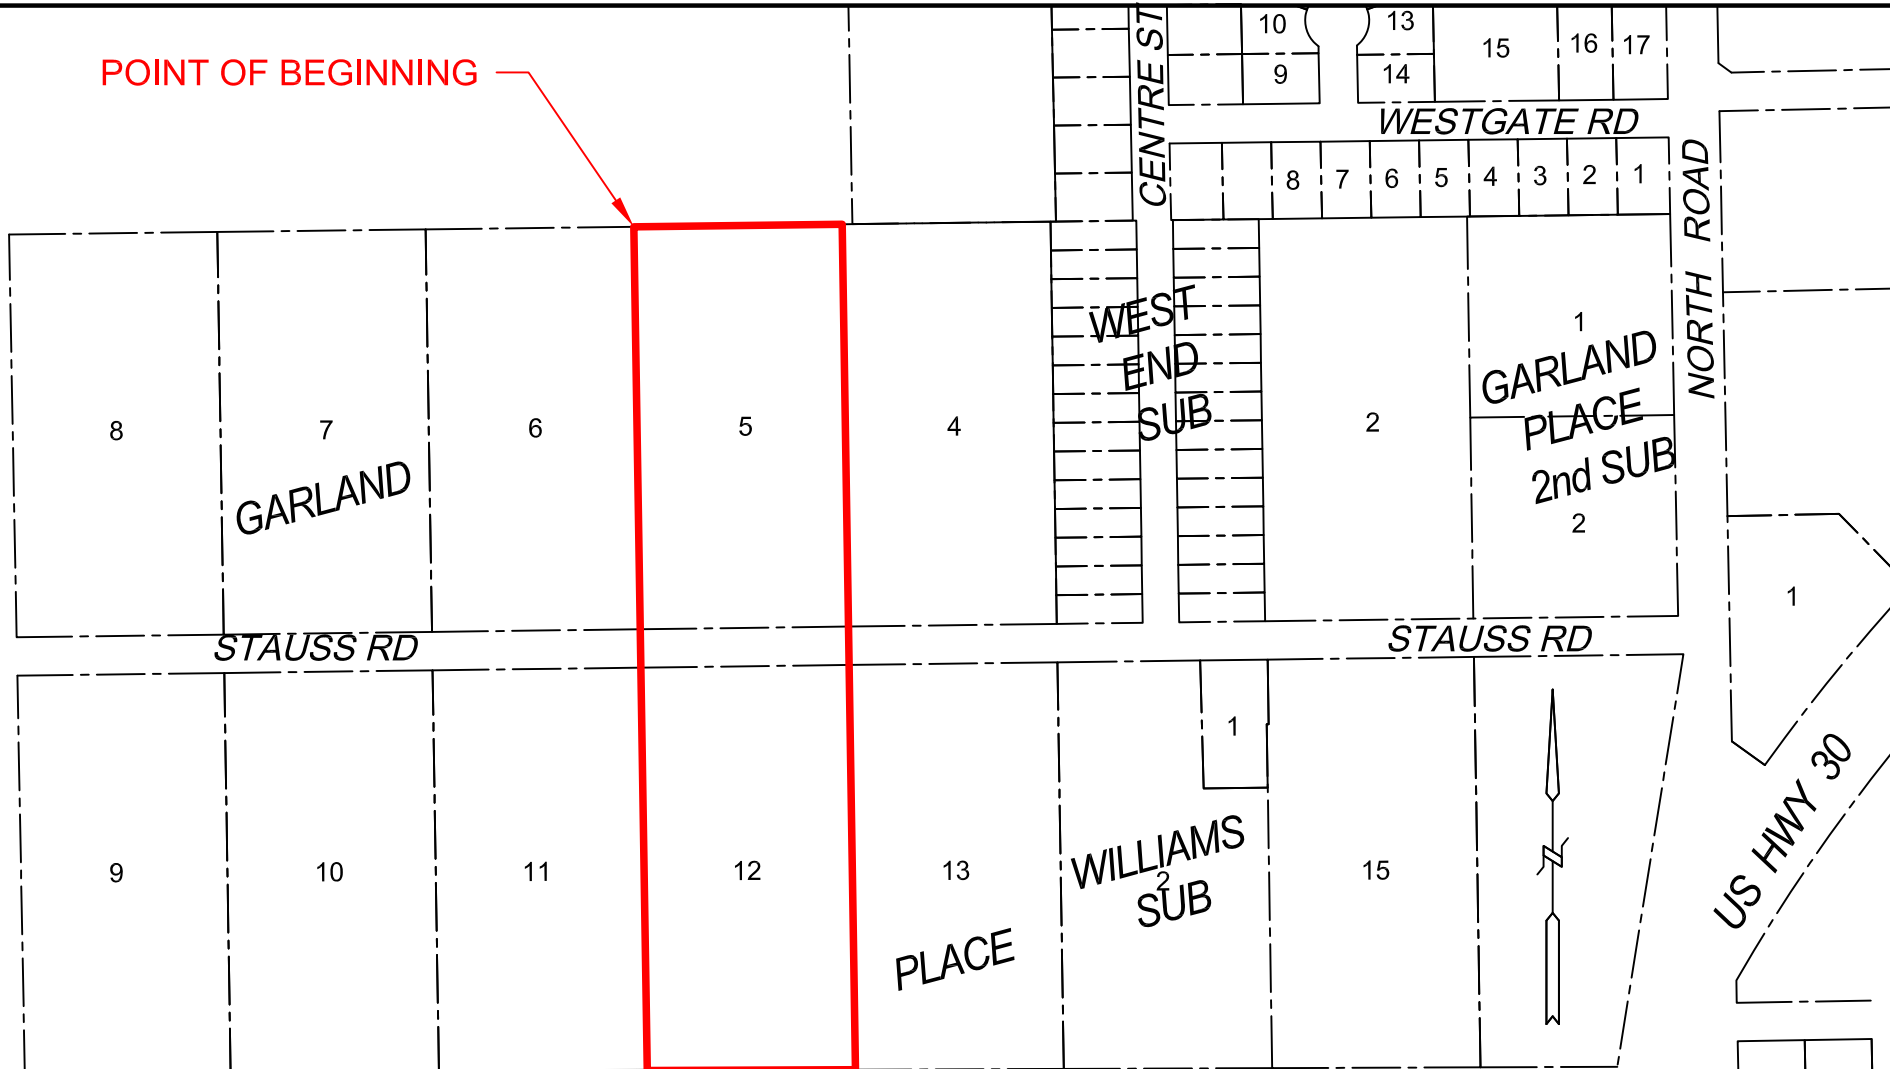 POINT OF BEGINNING
CENTRE ST
10
13
15
16
17
9
14
WESTGATE RD
8
7
6
5
4
3
2
1
NORTH ROAD
8
7
6
5
4
2
1
GARLAND
WEST
END
SUB
GARLAND
PLACE
2nd SUB
2
1
STAUSS RD
STAUSS RD
1
9
10
11
12
13
2
15
WILLIAMS
SUB
PLACE
US HWY 30
N